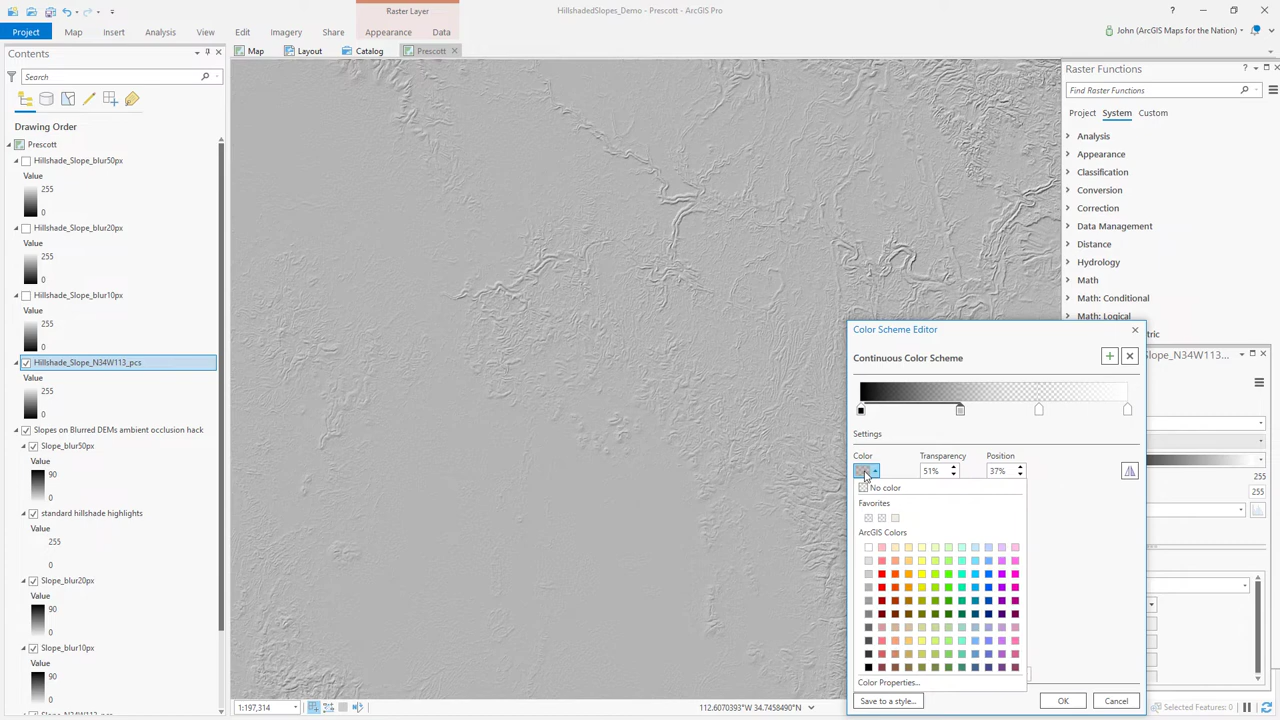 Raster Layer
HillshadedSlopes_Demo - Prescott - ArcGIS Pro
Project
Map
Insert
Analysis
View
Edit
Imagery
Share
Appearance
Data
John (ArcGIS Maps for the Nation)
Contents
Map
Layout
Catalog
Prescott
Search
Drawing Order
Prescott
Hillshade_Slope_blur50px
Value
255
0
Hillshade_Slope_blur20px
Value
255
0
Hillshade_Slope_blur10px
Value
255
0
Hillshade_Slope_N34W113_pcs
Value
255
0
Slopes on Blurred DEMs ambient occlusion hack
Slope_blur50px
Value
90
0
standard hillshade highlights
255
0
Slope_blur20px
Value
90
0
Slope_blur10px
Value
90
1:197,314
112.6070393°W 34.7458490°N
Selected Features: 0
Raster Functions
Find Raster Functions
Project
System
Custom
Analysis
Appearance
Classification
Conversion
Correction
Data Management
Distance
Hydrology
Math
Math: Conditional
Math: Logical
Color Scheme Editor
Continuous Color Scheme
Settings
Color
Transparency
Position
51%
37%
No color
Favorites
ArcGIS Colors
Color Properties...
Save to a style...
OK
Cancel
255
255